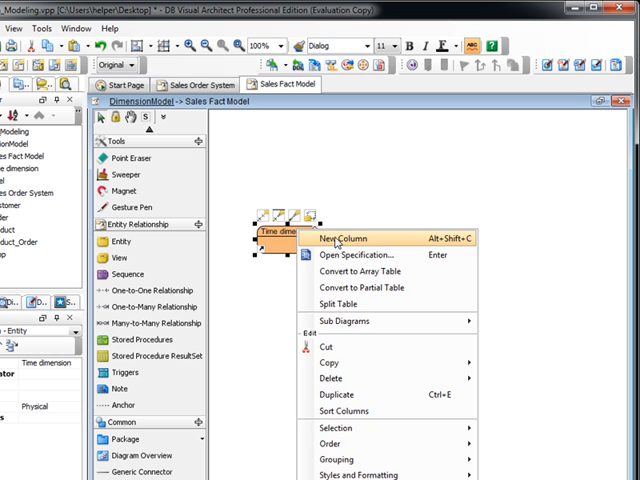 _Modeling.vpp [C:\Users\helper\Desktop\] * - DB Visual Architect Professional Edition (Evaluation Copy)
View Tools Window Help
100% Dialog 11 B I F ABC
Original
DOC
Start Page Sales Order System Sales Fact Model
DimensionModel -> Sales Fact Model
Modeling
Sales Fact Model
me dimension
es Order System
duct_Order
Tools
Point Eraser
Sweeper
Magnet
Gesture Pen
Entity Relationship
Entity
View
Sequence
One-to-One Relationship
One-to-Many Relationship
Many-to-Many Relationship
Stored Procedures
Stored Procedure ResultSet
Triggers
Note
Anchor
Common
Package
Diagram Overview
Generic Connector
Time dime
New Column Alt+Shift+C
Open Specification... Enter
Convert to Array Table
Convert to Partial Table
Split Table
Sub Diagrams
Edit
Cut
Copy
Delete
Duplicate Ctrl+E
Sort Columns
Selection
Order
Grouping
Styles and Formatting
Di.. D... S...
- Entity
Time dimension
ator
Physical
s